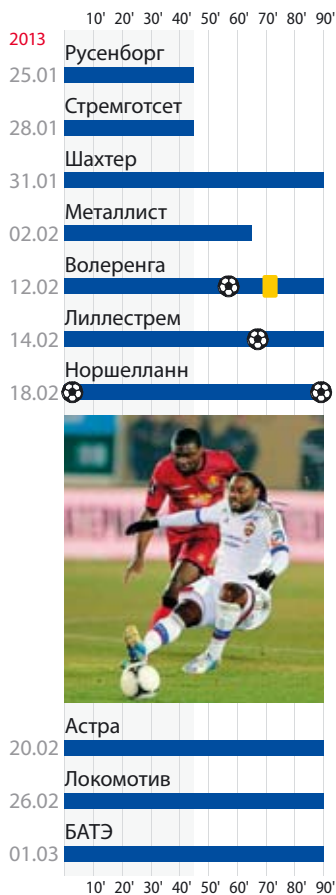 10' 20' 30' 40' 50' 60' 70' 80' 90'
2013
Русенборг
25.01
Стремготсет
28.01
Шахтер
31.01
Металлист
02.02
Волеренга
12.02
Лиллестрем
14.02
Норшелланн
18.02
Астра
20.02
Локомотив
26.02
БАТЭ
01.03
10' 20' 30' 40' 50' 60' 70' 80' 90'